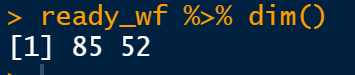 > ready_wf %>% dim()
[1] 85 52